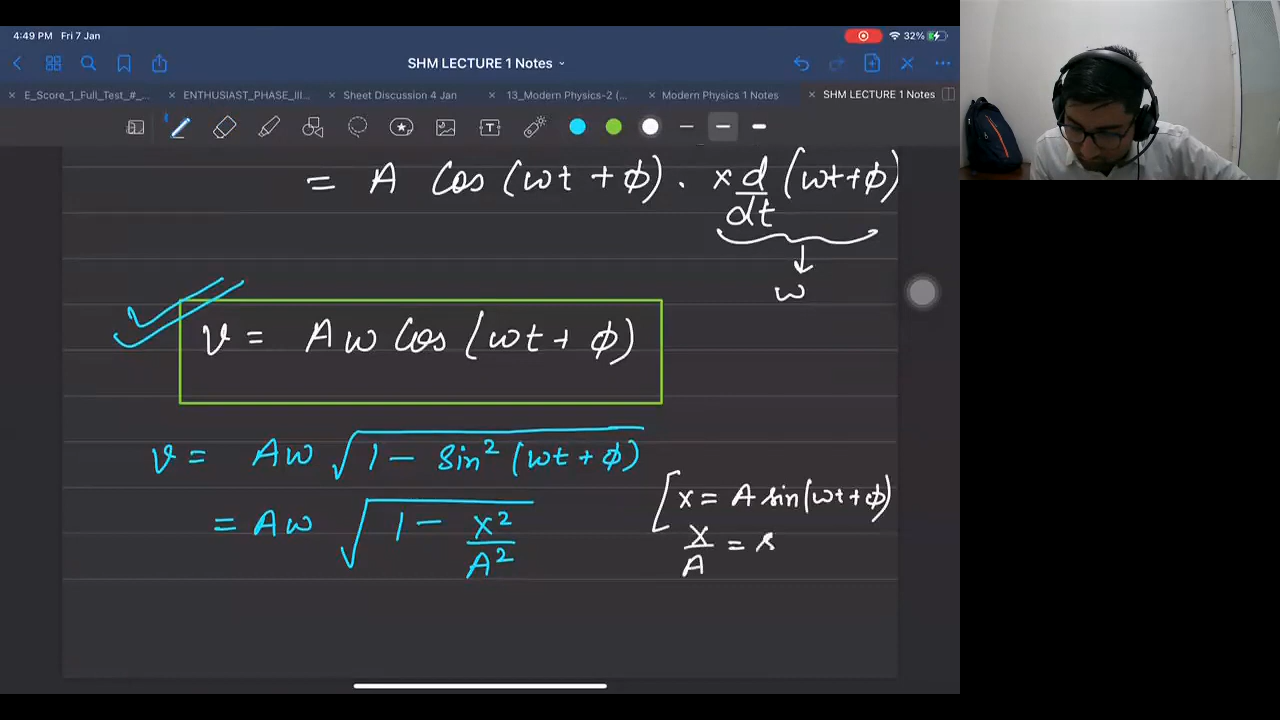 4:49 PM Fri 7 Jan
32%
SHM LECTURE 1 Notes
E_Score_1_Full_Test_#_...
ENTHUSIAST_PHASE_III...
Sheet Discussion 4 Jan
13_Modern Physics-2 (...
Modern Physics 1 Notes
SHM LECTURE 1 Notes
= A Cos (ωt + φ) . x d/dt (ωt + φ)
ω
v = Aω Cos (ωt + φ)
v = Aω √(1 - Sin² (ωt + φ))
= Aω √(1 - x²/A²)
[x = A sin(ωt + φ)
x/A = s